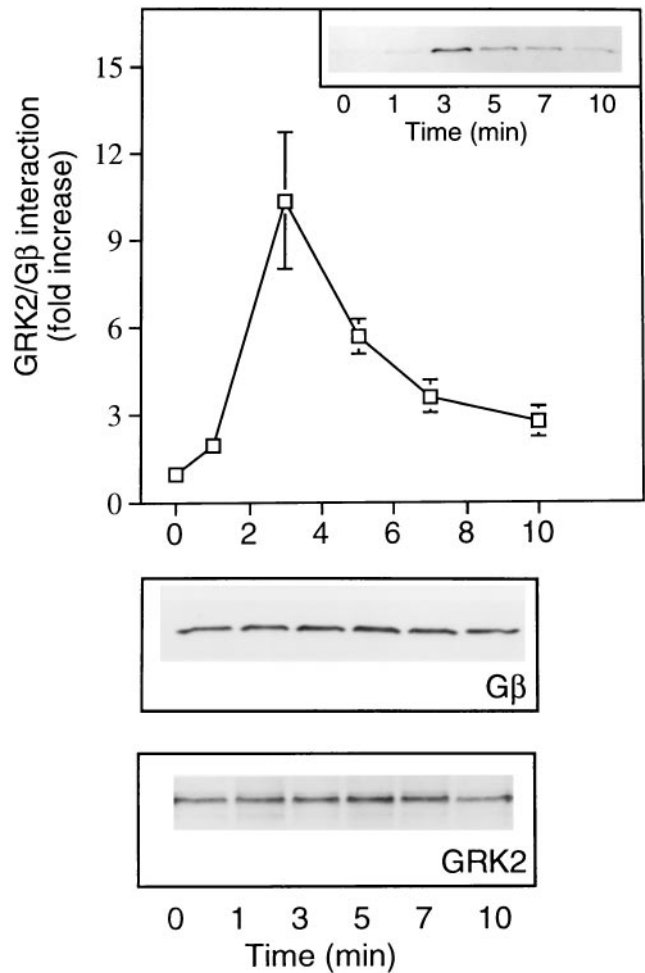 GRK2/Gβ interaction
(fold increase)
15
12
9
6
3
0
0 1 3 5 7 10
Time (min)
0 2 4 6 8 10
Gβ
GRK2
0 1 3 5 7 10
Time (min)